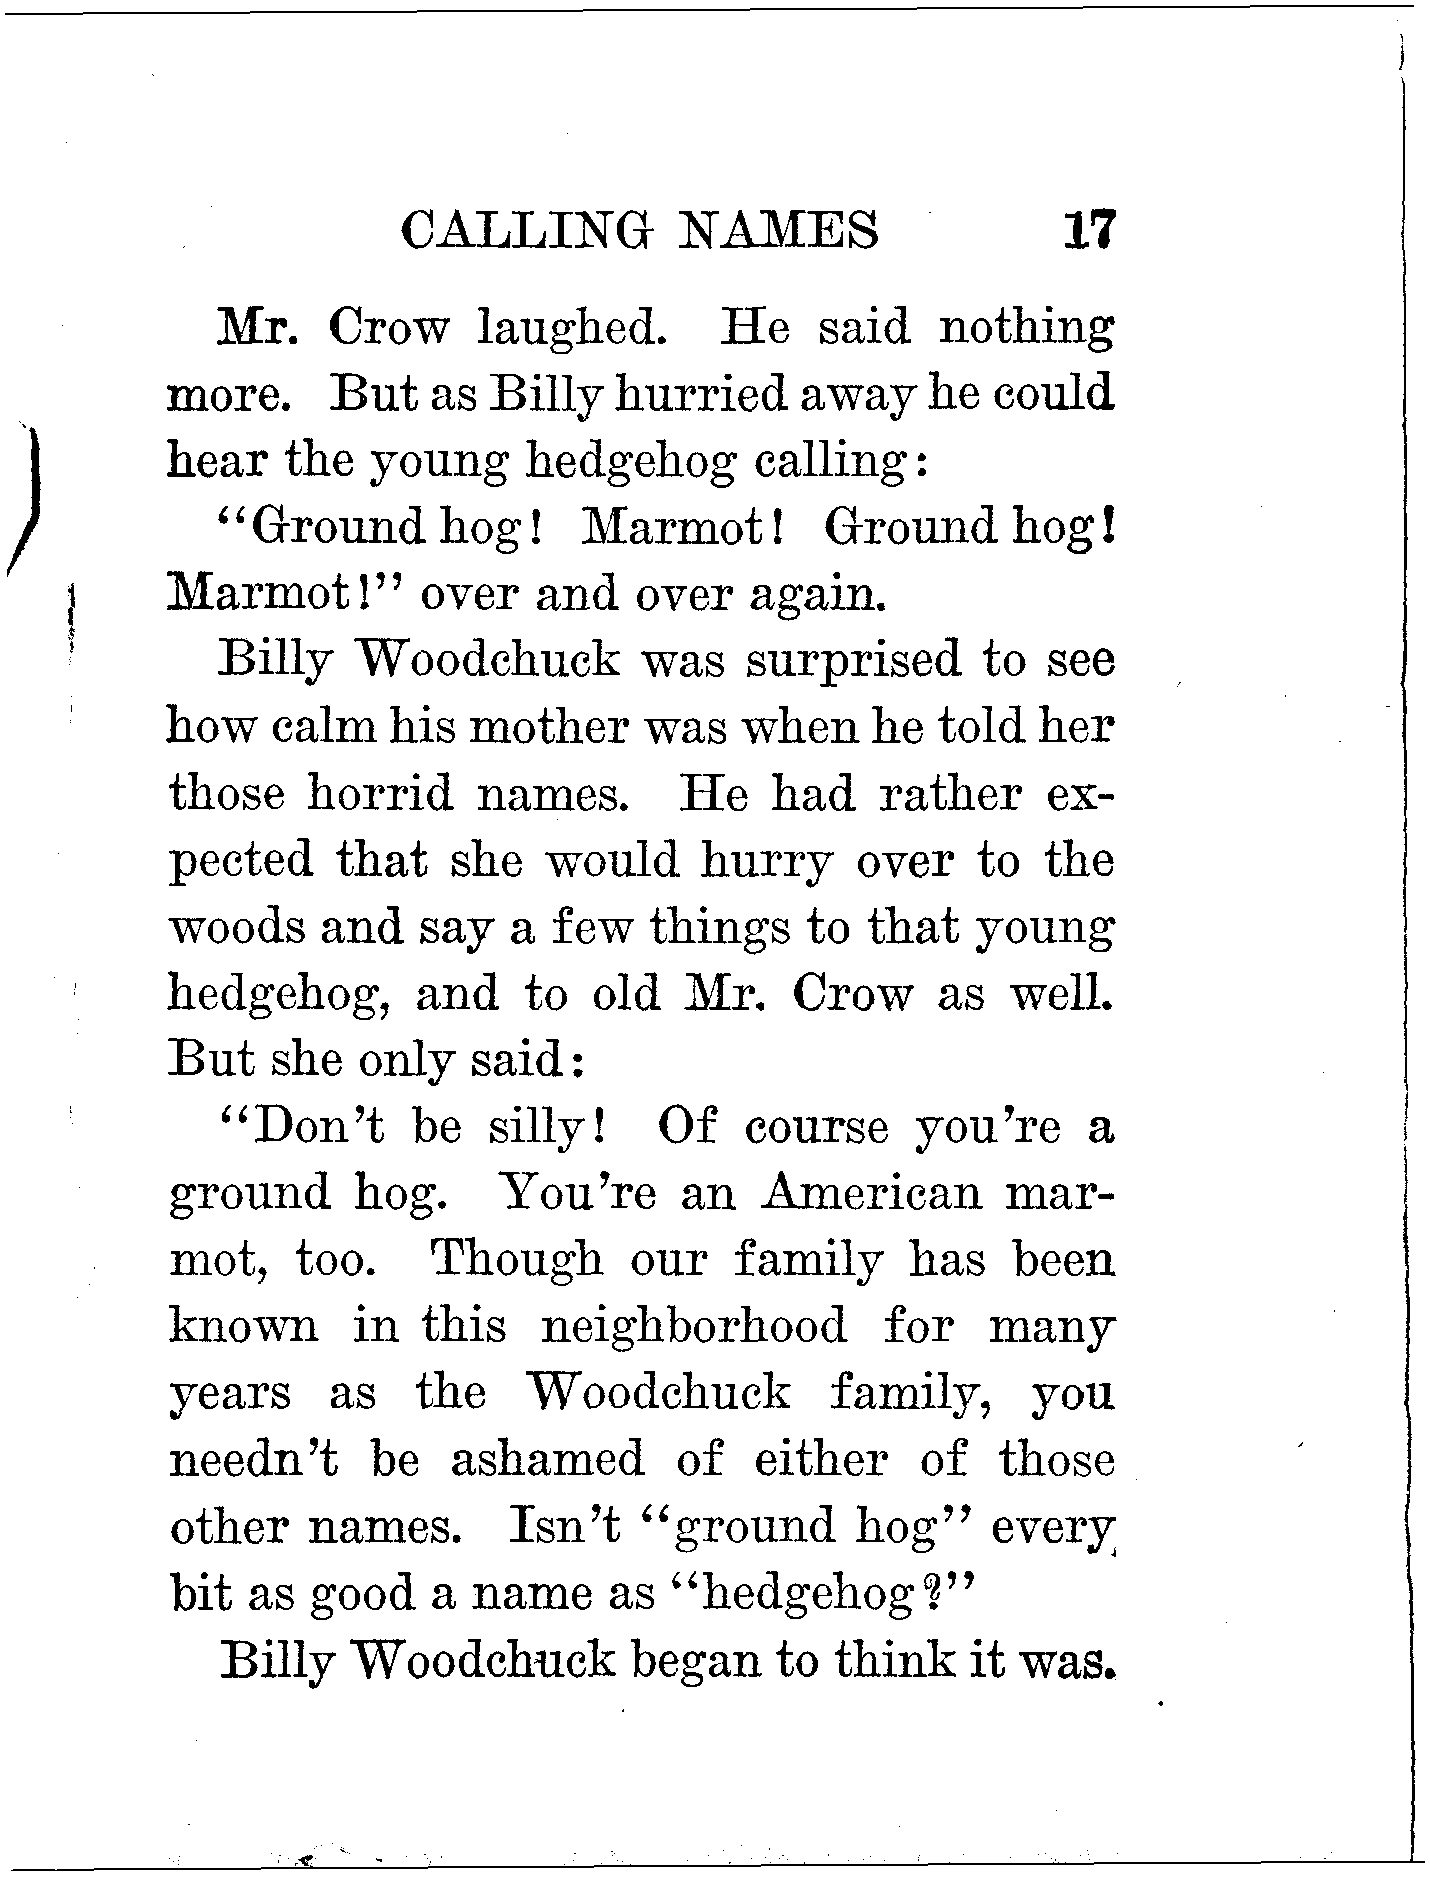 CALLING NAMES 17
Mr. Crow laughed. He said nothing
more. But as Billy hurried away he could
hear the young hedgehog calling:
"Ground hog! Marmot! Ground hog!
Marmot!" over and over again.
Billy Woodchuck was surprised to see
how calm his mother was when he told her
those horrid names. He had rather ex-
pected that she would hurry over to the
woods and say a few things to that young
hedgehog, and to old Mr. Crow as well.
But she only said:
"Don't be silly! Of course you're a
ground hog. You're an American mar-
mot, too. Though our family has been
known in this neighborhood for many
years as the Woodchuck family, you
needn't be ashamed of either of those
other names. Isn't "ground hog" every
bit as good a name as "hedgehog?"
Billy Woodchuck began to think it was.